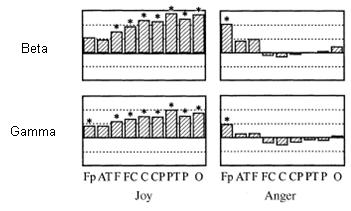 Beta
Gamma
* * * * * * * *
*
* * * * * * * * *
*
Fp AT F FC C CP PT P O
Fp AT F FC C CP PT P O
Joy
Anger